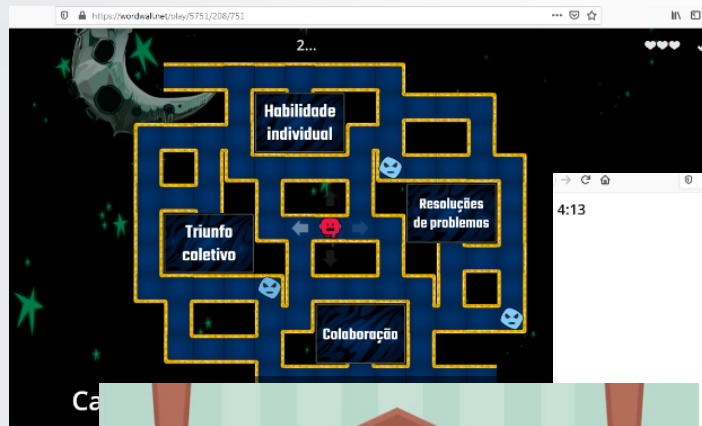 https://wordwall.net/play/5751/208/751
2...
Habilidade
individual
Resoluções
de problemas
4:13
Triunfo
coletivo
Colaboração
Ca